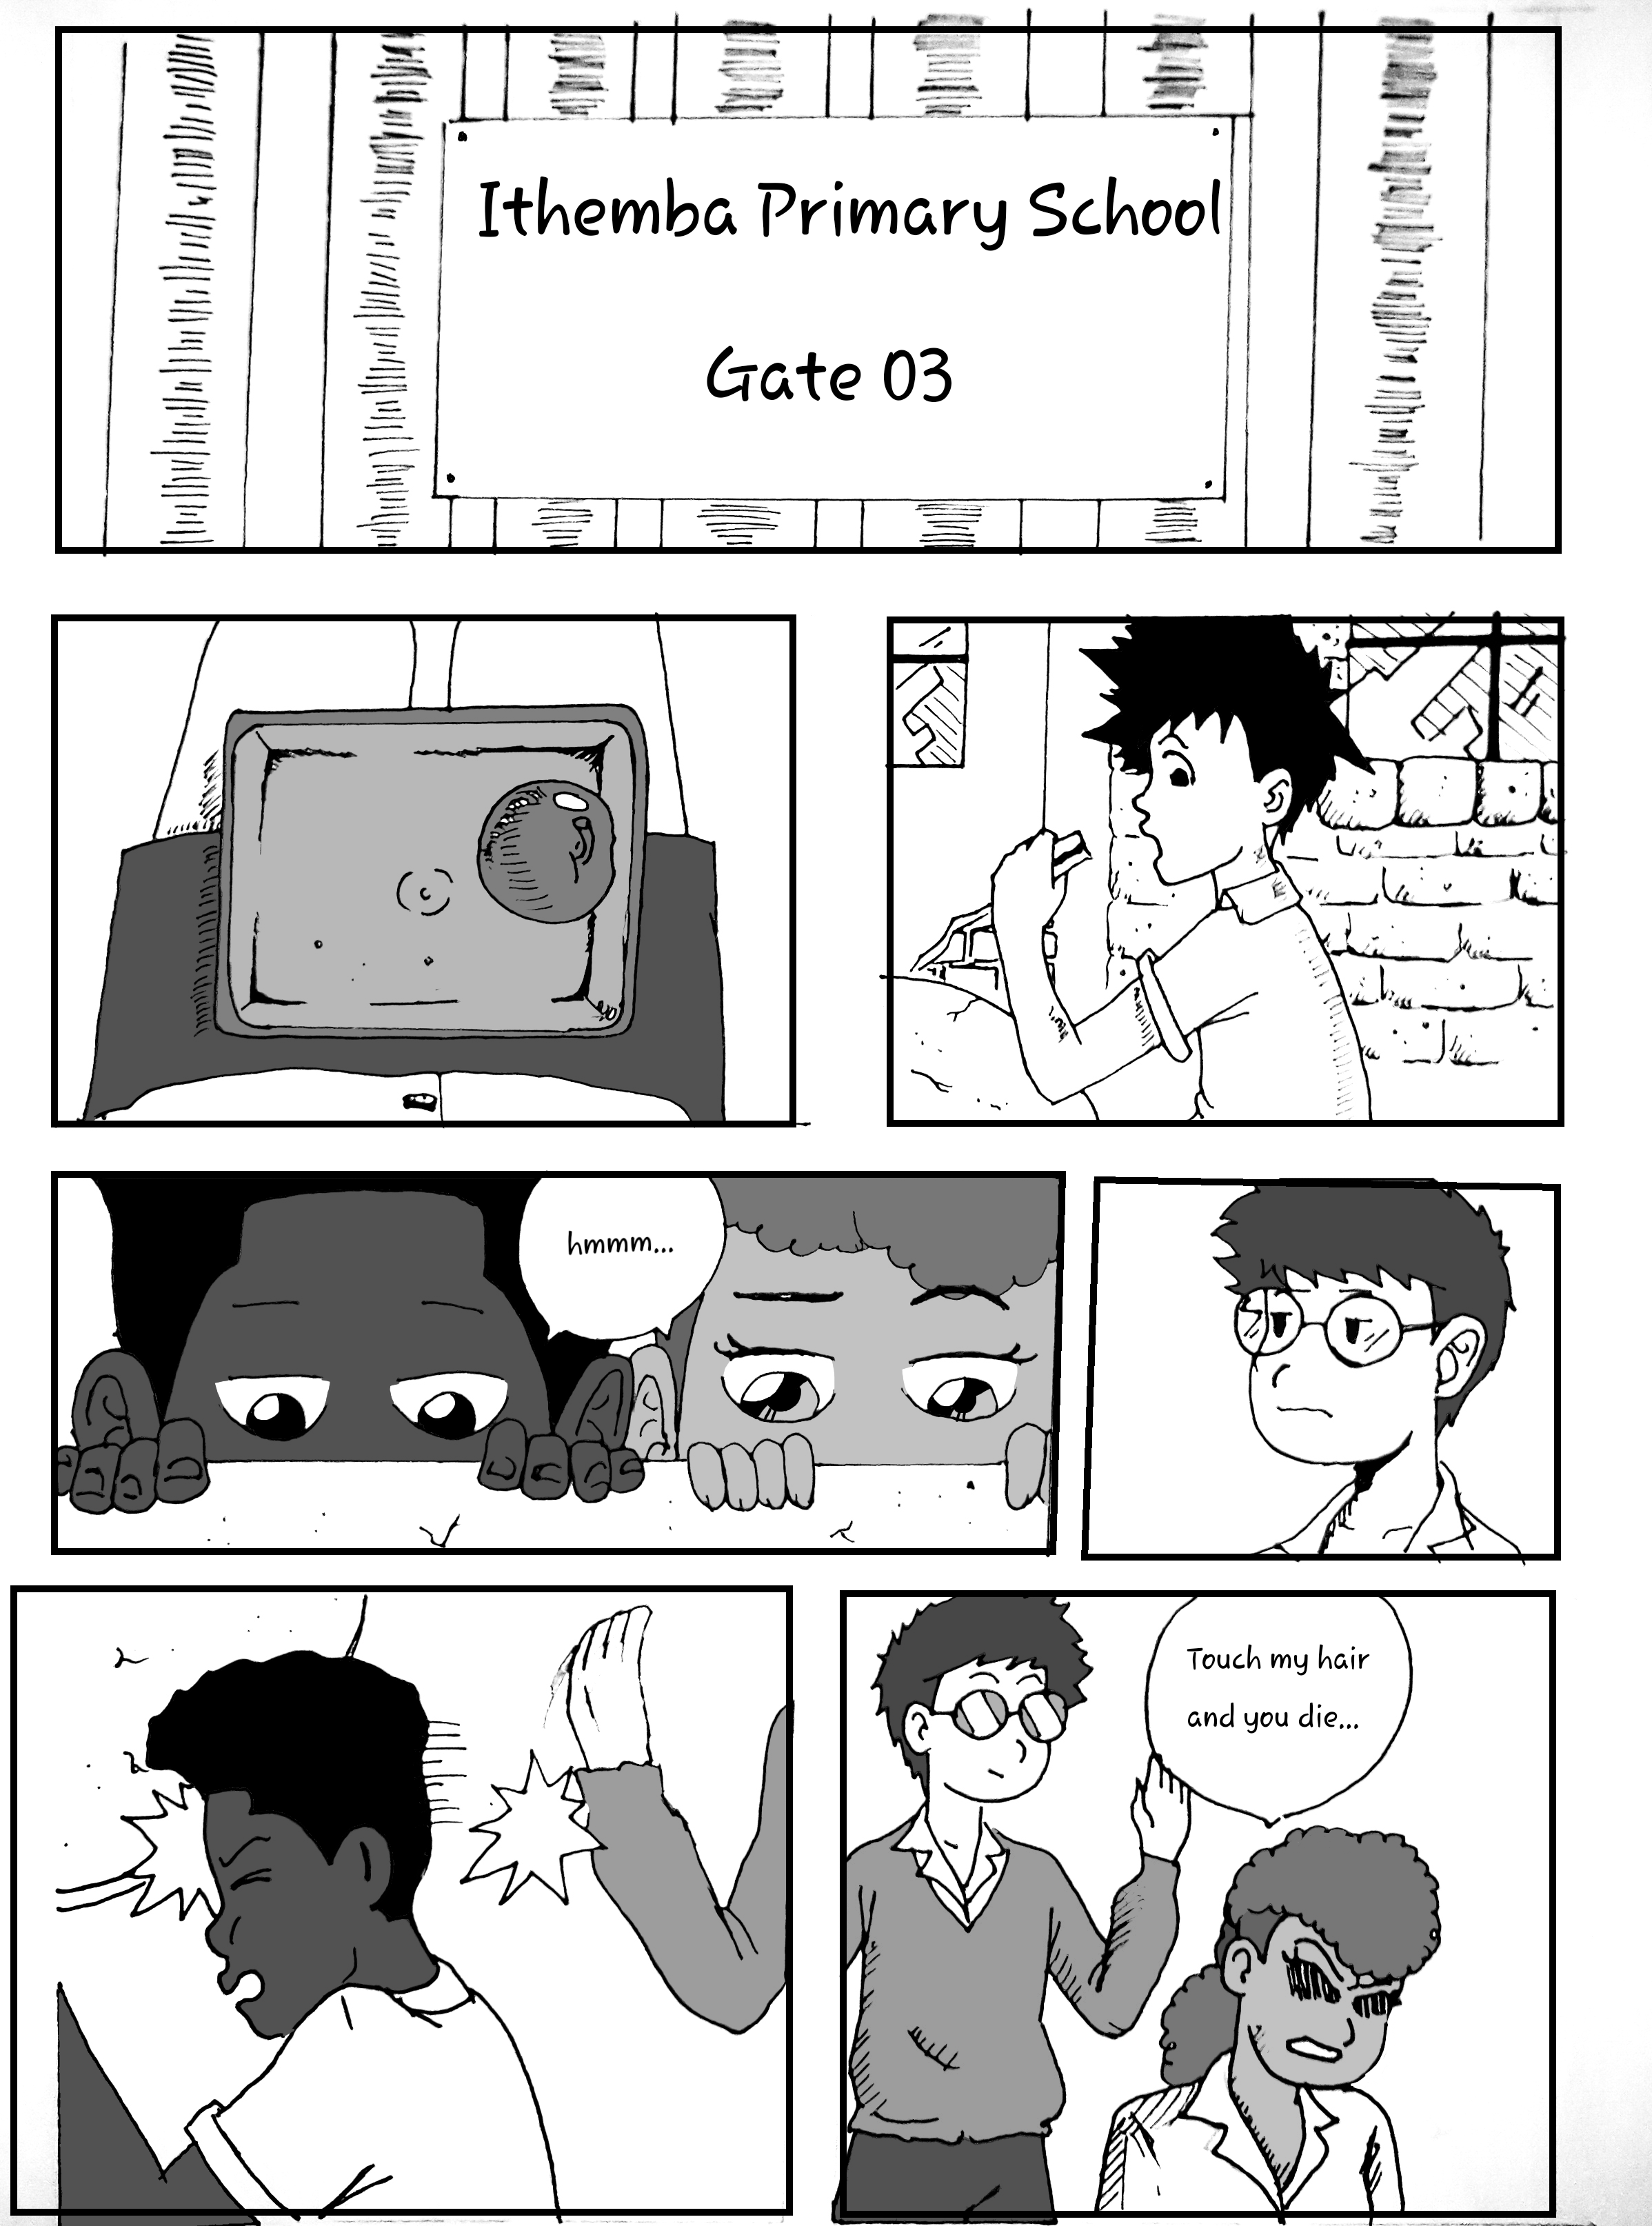 Ithemba Primary School
Gate 03
hmmm...
Touch my hair
and you die...